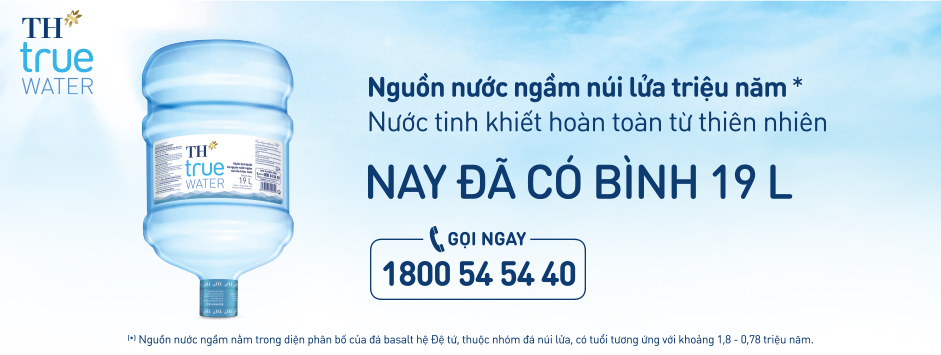 TH
true
WATER
Nguồn nước ngầm núi lửa triệu năm *
Nước tinh khiết hoàn toàn từ thiên nhiên
NAY ĐÃ CÓ BÌNH 19 L
GỌI NGAY
1800 54 54 40
TH
true
WATER
19 L
(*) Nguồn nước ngầm nằm trong diện phân bố của đá basalt hệ Đệ tứ, thuộc nhóm đá núi lửa, có tuổi tương ứng với khoảng 1,8 - 0,78 triệu năm.